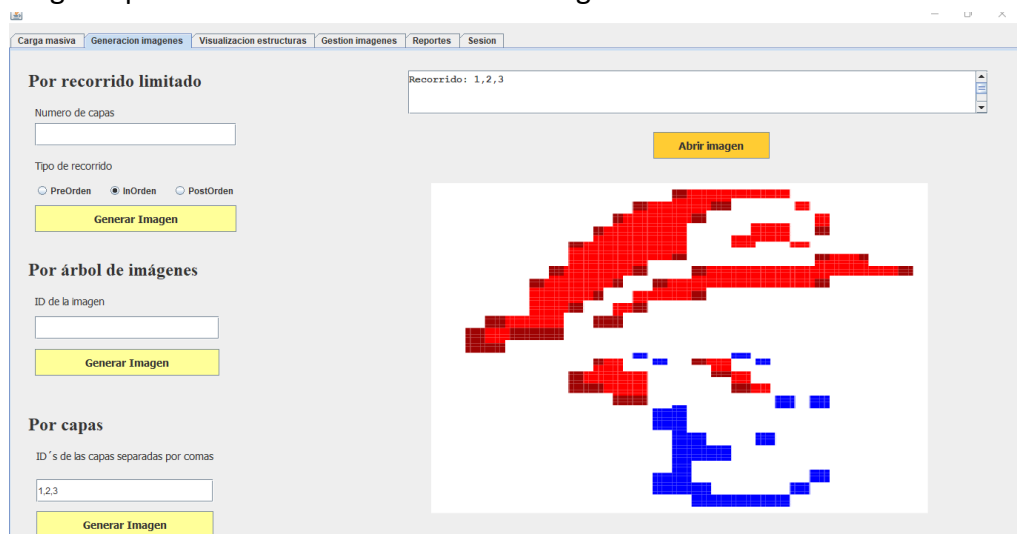 Carga masiva Generacion imagenes Visualizacion estructuras Gestion imagenes Reportes Sesion
Por recorrido limitado
Numero de capas
Tipo de recorrido
PreOrden InOrden PostOrden
Generar Imagen
Por árbol de imágenes
ID de la imagen
Generar Imagen
Por capas
ID´s de las capas separadas por comas
1,2,3
Generar Imagen
Recorrido: 1,2,3
Abrir imagen